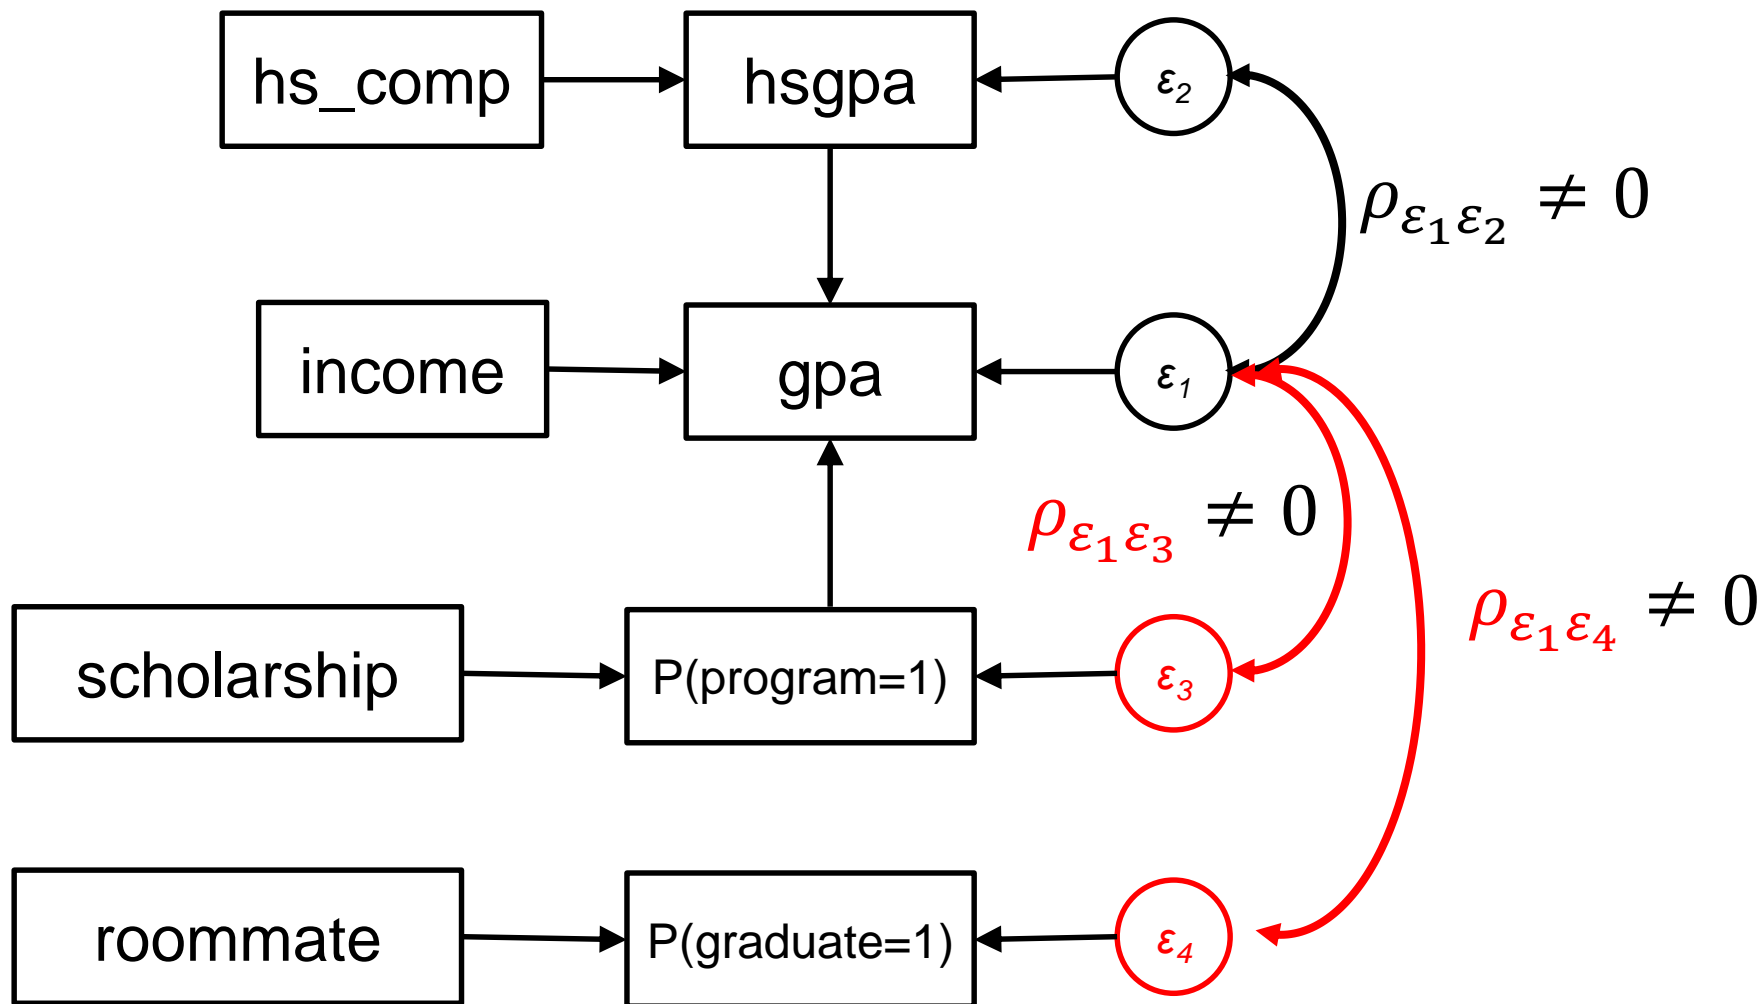 hs_comp
hsgpa
ε2
ρε1ε2 ≠ 0
income
gpa
ε1
ρε1ε3 ≠ 0
ρε1ε4 ≠ 0
scholarship
P(program=1)
ε3
roommate
P(graduate=1)
ε4